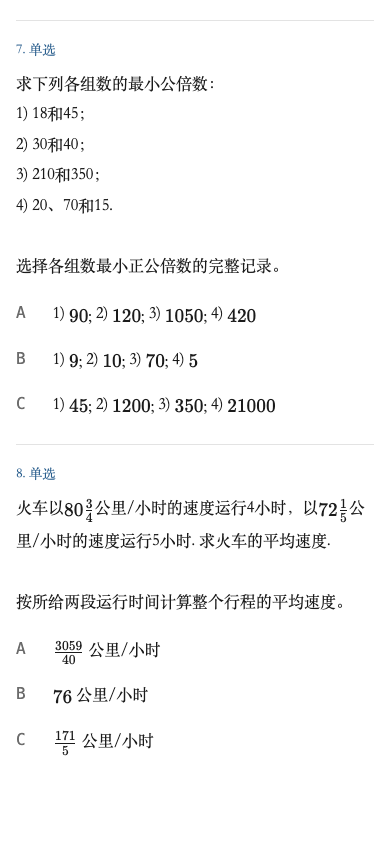 7. 单选
求下列各组数的最小公倍数：
1) 18和45；
2) 30和40；
3) 210和350；
4) 20、70和15.
选择各组数最小正公倍数的完整记录。
A 1) 90; 2) 120; 3) 1050; 4) 420
B 1) 9; 2) 10; 3) 70; 4) 5
C 1) 45; 2) 1200; 3) 350; 4) 21000
8. 单选
火车以80 3/4公里/小时的速度运行4小时，以72 1/5公
里/小时的速度运行5小时. 求火车的平均速度.
按所给两段运行时间计算整个行程的平均速度。
A 3059/40 公里/小时
B 76 公里/小时
C 171/5 公里/小时